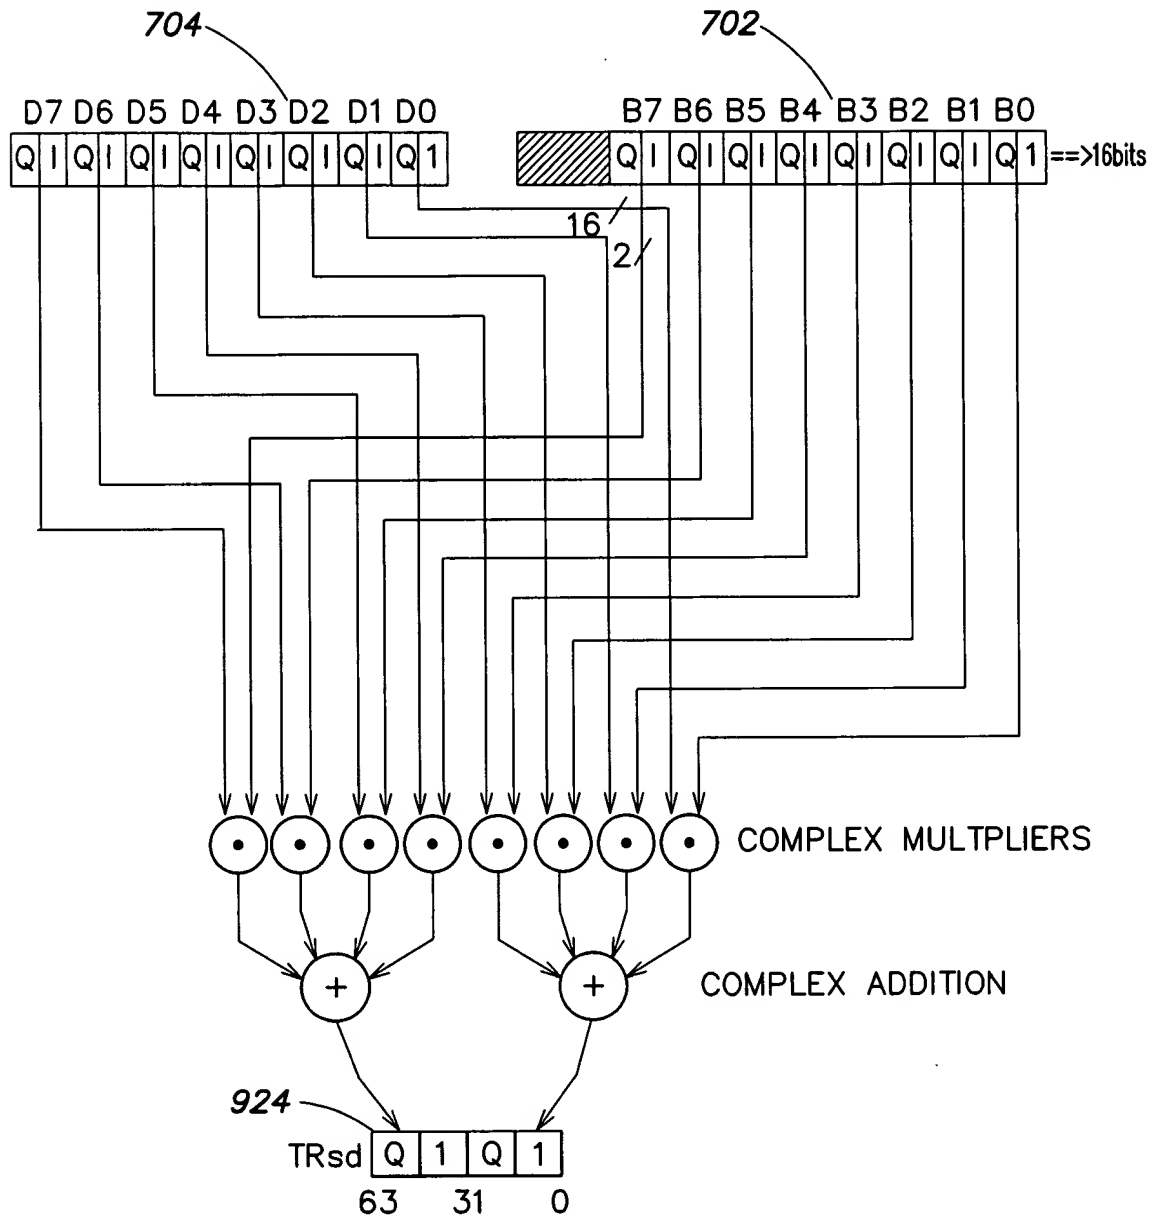 704 702
D7 D6 D5 D4 D3 D2 D1 D0 B7 B6 B5 B4 B3 B2 B1 B0
Q I Q I Q I Q I Q I Q I Q I Q 1 Q I Q I Q I Q I Q I Q I Q I Q 1 ==>16bits
16
2
COMPLEX MULTPLIERS
+ + COMPLEX ADDITION
924
TRsd Q 1 Q 1
63 31 0